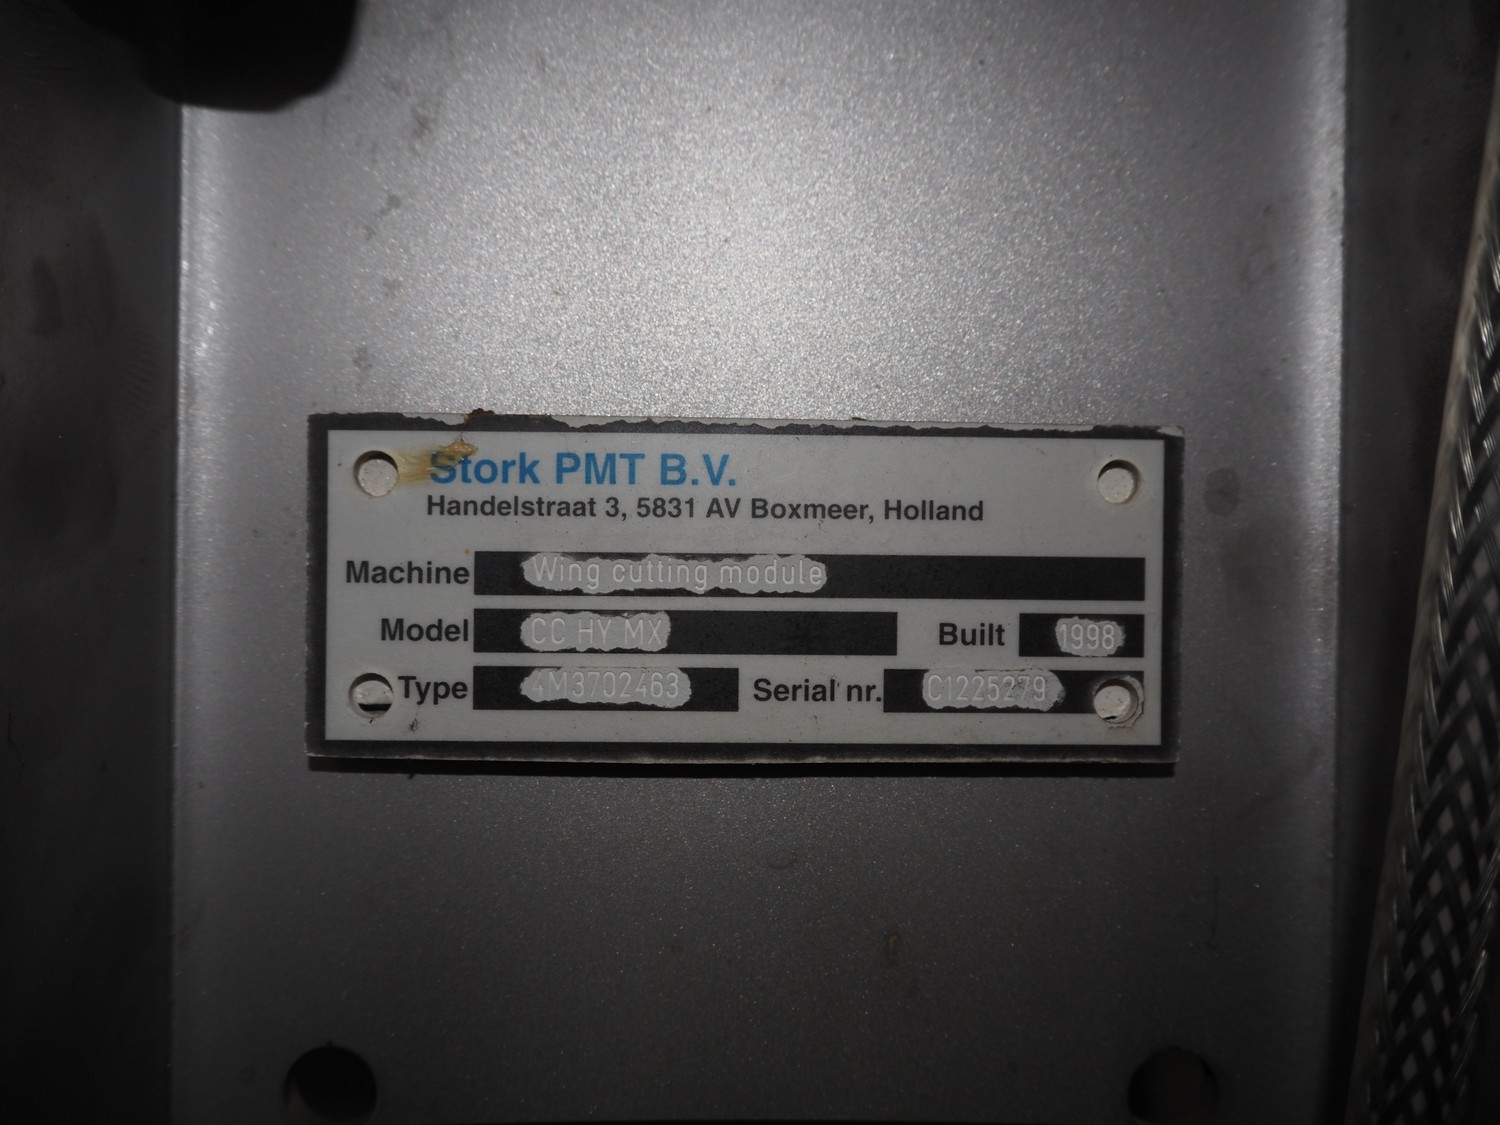 Stork PMT B.V.
Handelstraat 3, 5831 AV Boxmeer, Holland
Machine Wing cutting module
Model CC HY MX Built 1998
Type 4M3702463 Serial nr. C1225279